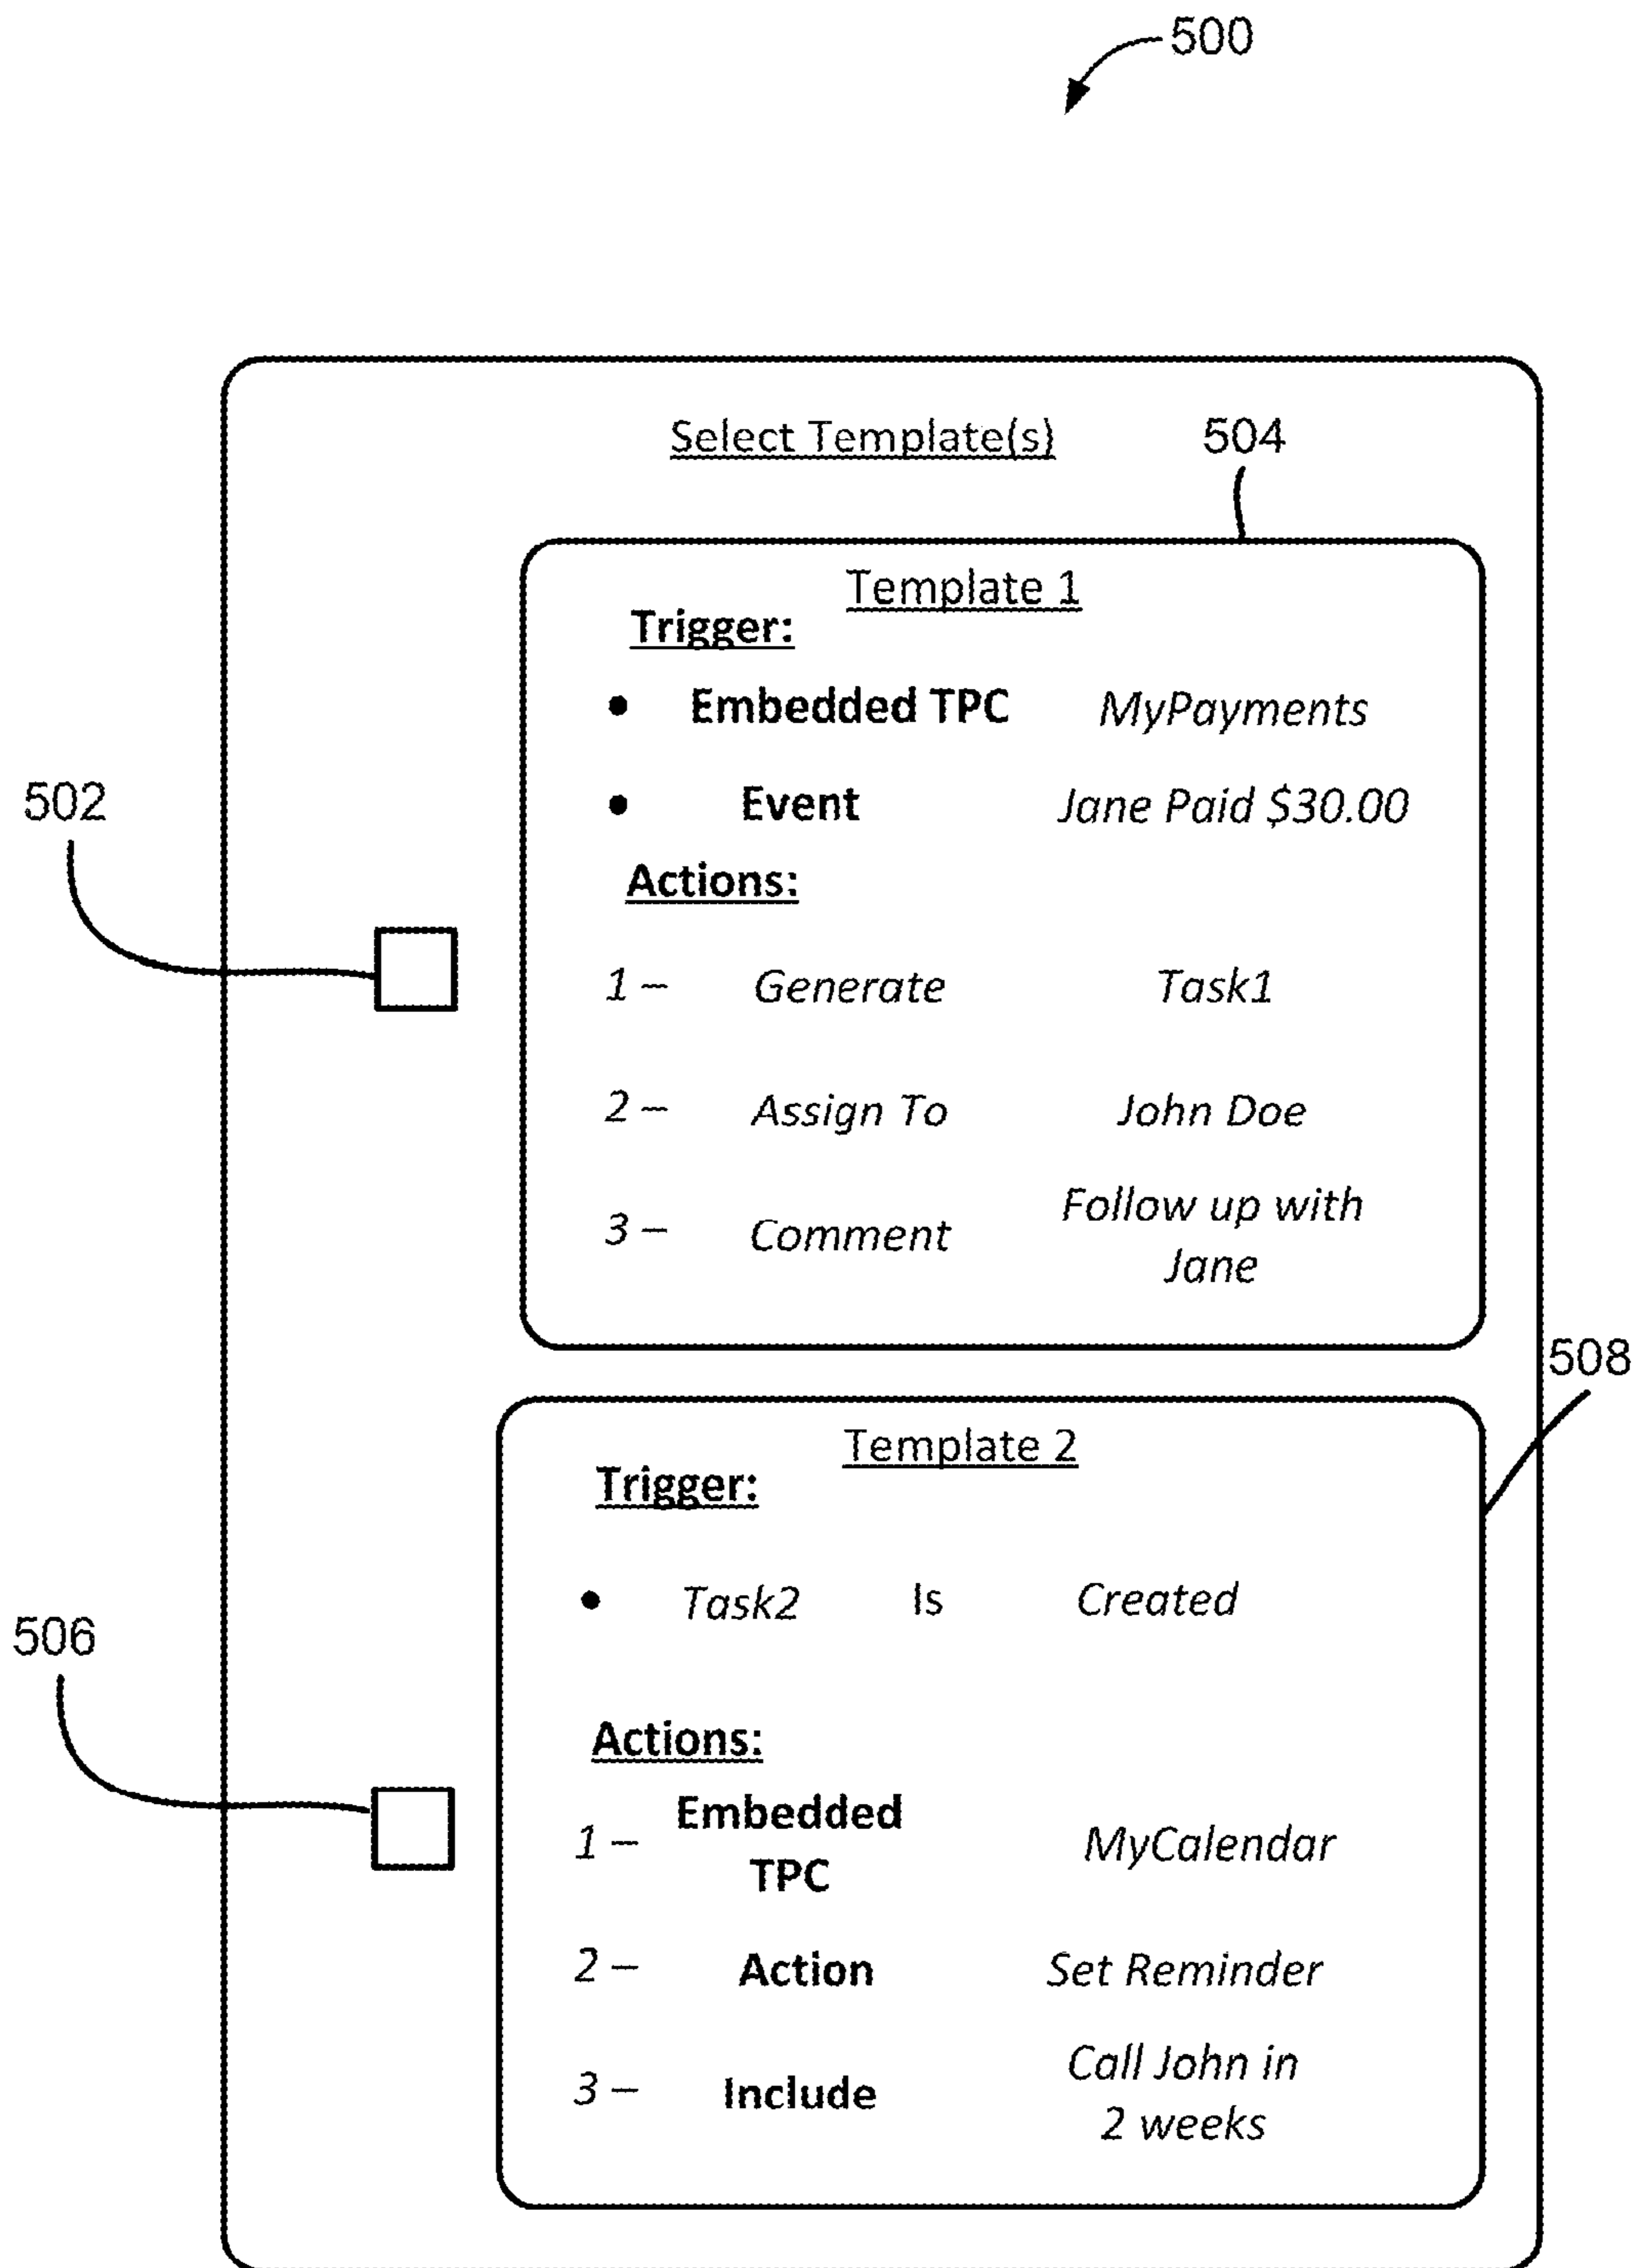 500
Select Template(s)
504
Template 1
Trigger:
• Embedded TPC MyPayments
• Event Jane Paid $30.00
502
Actions:
1 – Generate Task1
2 – Assign To John Doe
3 – Comment Follow up with
Jane
508
Template 2
Trigger:
• Task2 Is Created
506
Actions:
1 – Embedded
TPC MyCalendar
2 – Action Set Reminder
3 – Include Call John in
2 weeks